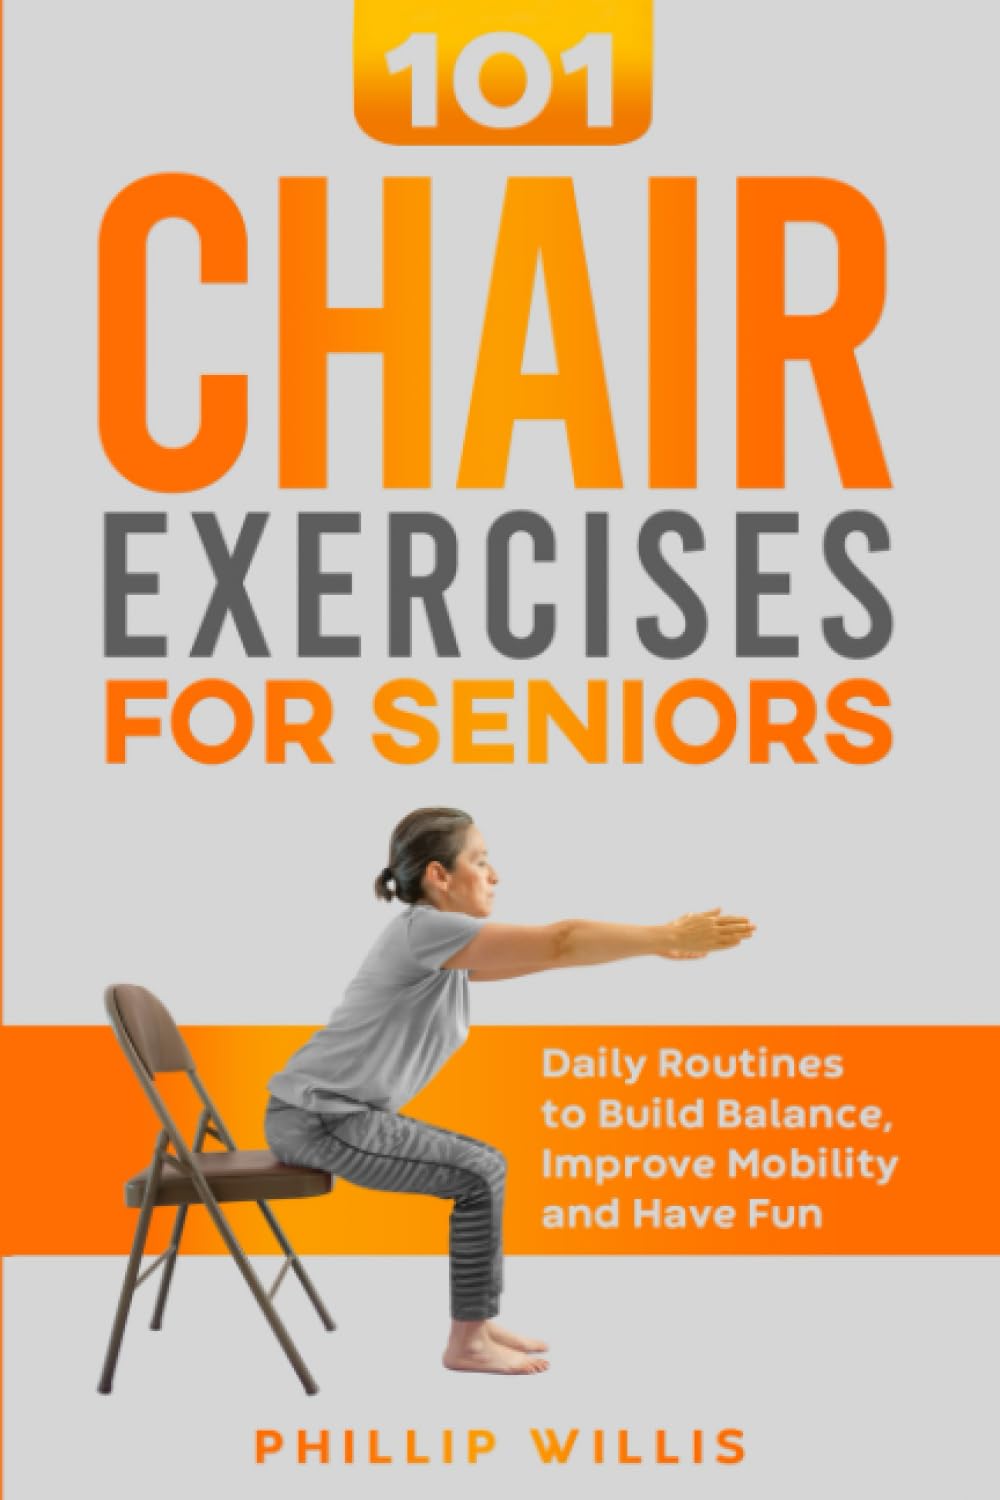 101
CHAIR
EXERCISES
FOR SENIORS
Daily Routines
to Build Balance,
Improve Mobility
and Have Fun
PHILLIP WILLIS